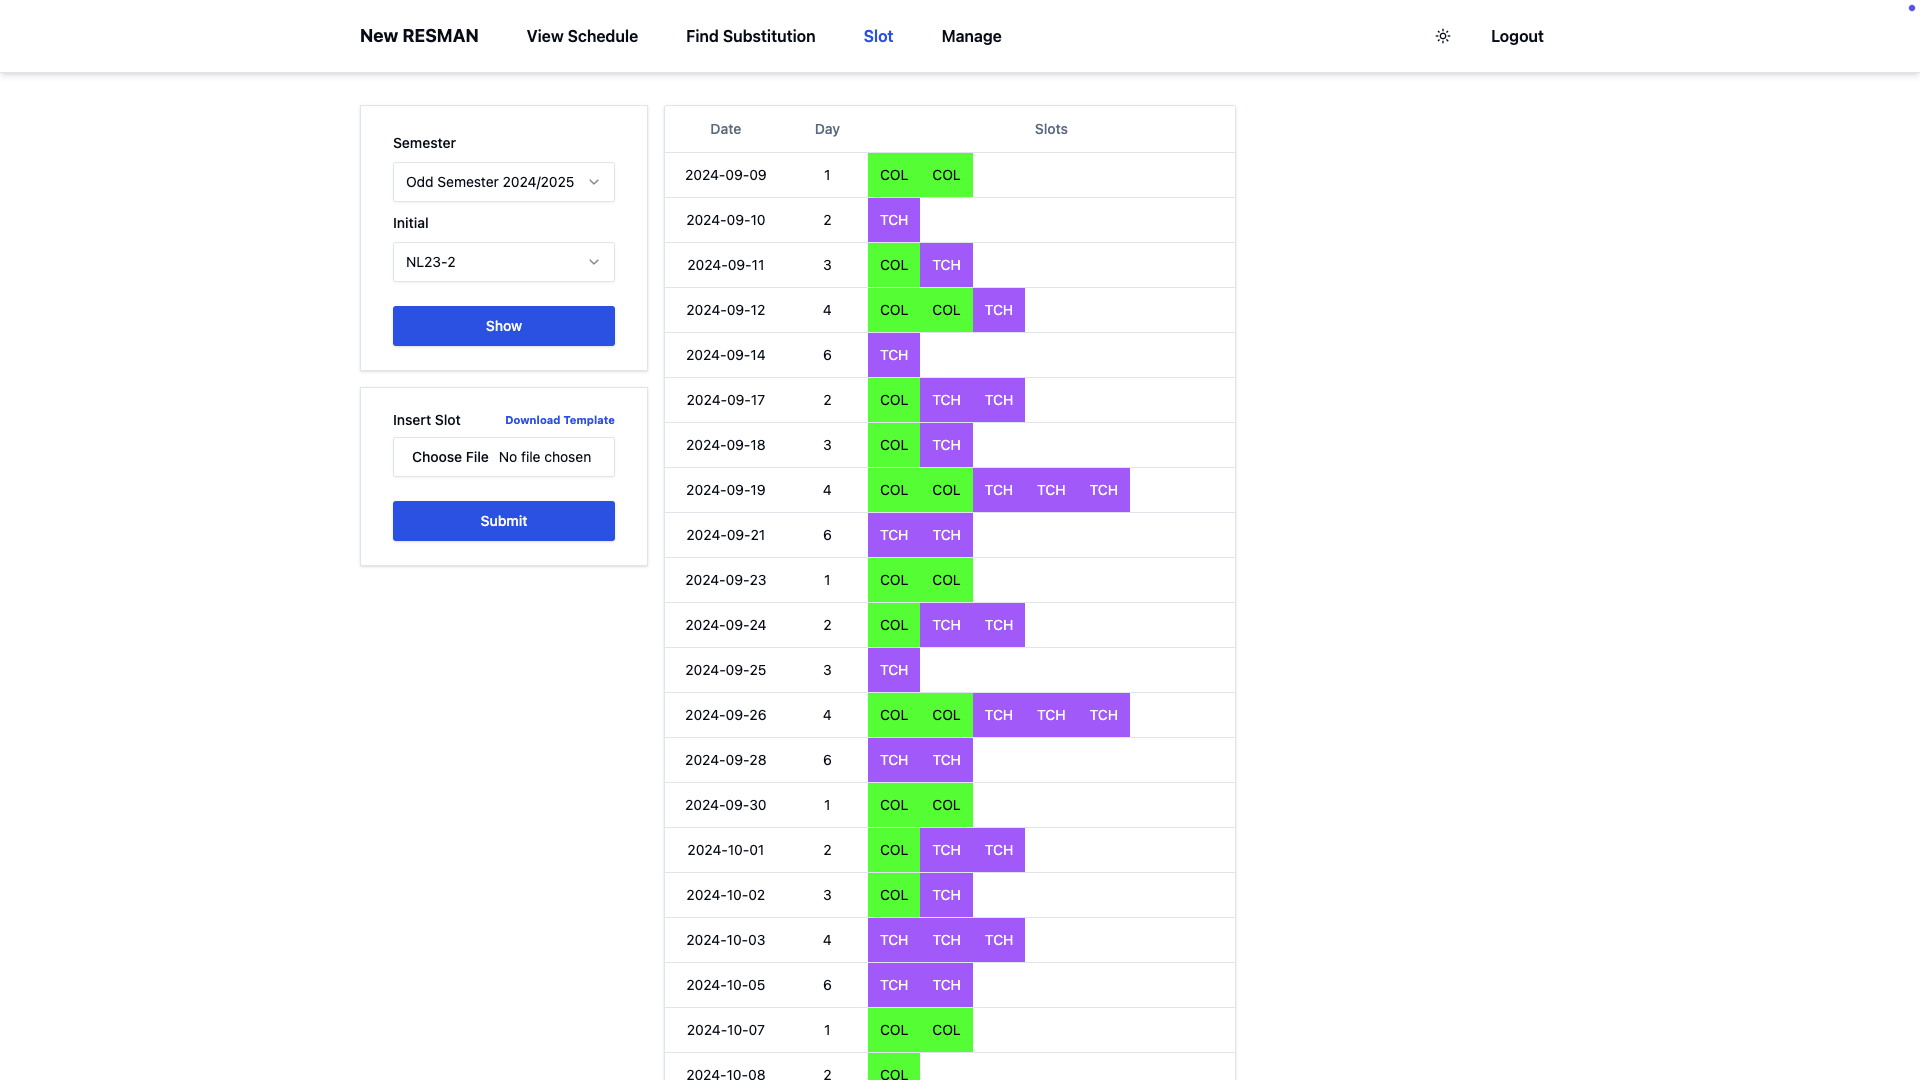 New RESMAN View Schedule Find Substitution Slot Manage Logout
Semester
Odd Semester 2024/2025
Initial
NL23-2
Show
Insert Slot Download Template
Choose File No file chosen
Submit
Date Day Slots
2024-09-09 1 COL COL
2024-09-10 2 TCH
2024-09-11 3 COL TCH
2024-09-12 4 COL COL TCH
2024-09-14 6 TCH
2024-09-17 2 COL TCH TCH
2024-09-18 3 COL TCH
2024-09-19 4 COL COL TCH TCH TCH
2024-09-21 6 TCH TCH
2024-09-23 1 COL COL
2024-09-24 2 COL TCH TCH
2024-09-25 3 TCH
2024-09-26 4 COL COL TCH TCH TCH
2024-09-28 6 TCH TCH
2024-09-30 1 COL COL
2024-10-01 2 COL TCH TCH
2024-10-02 3 COL TCH
2024-10-03 4 TCH TCH TCH
2024-10-05 6 TCH TCH
2024-10-07 1 COL COL
2024-10-08 2 COL